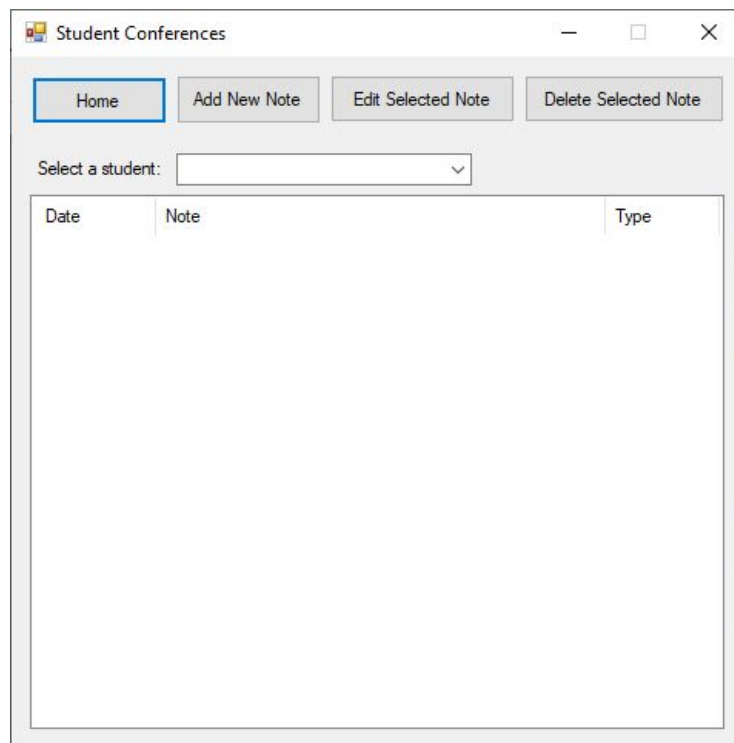 Student Conferences
Home Add New Note Edit Selected Note Delete Selected Note
Select a student:
Date Note Type